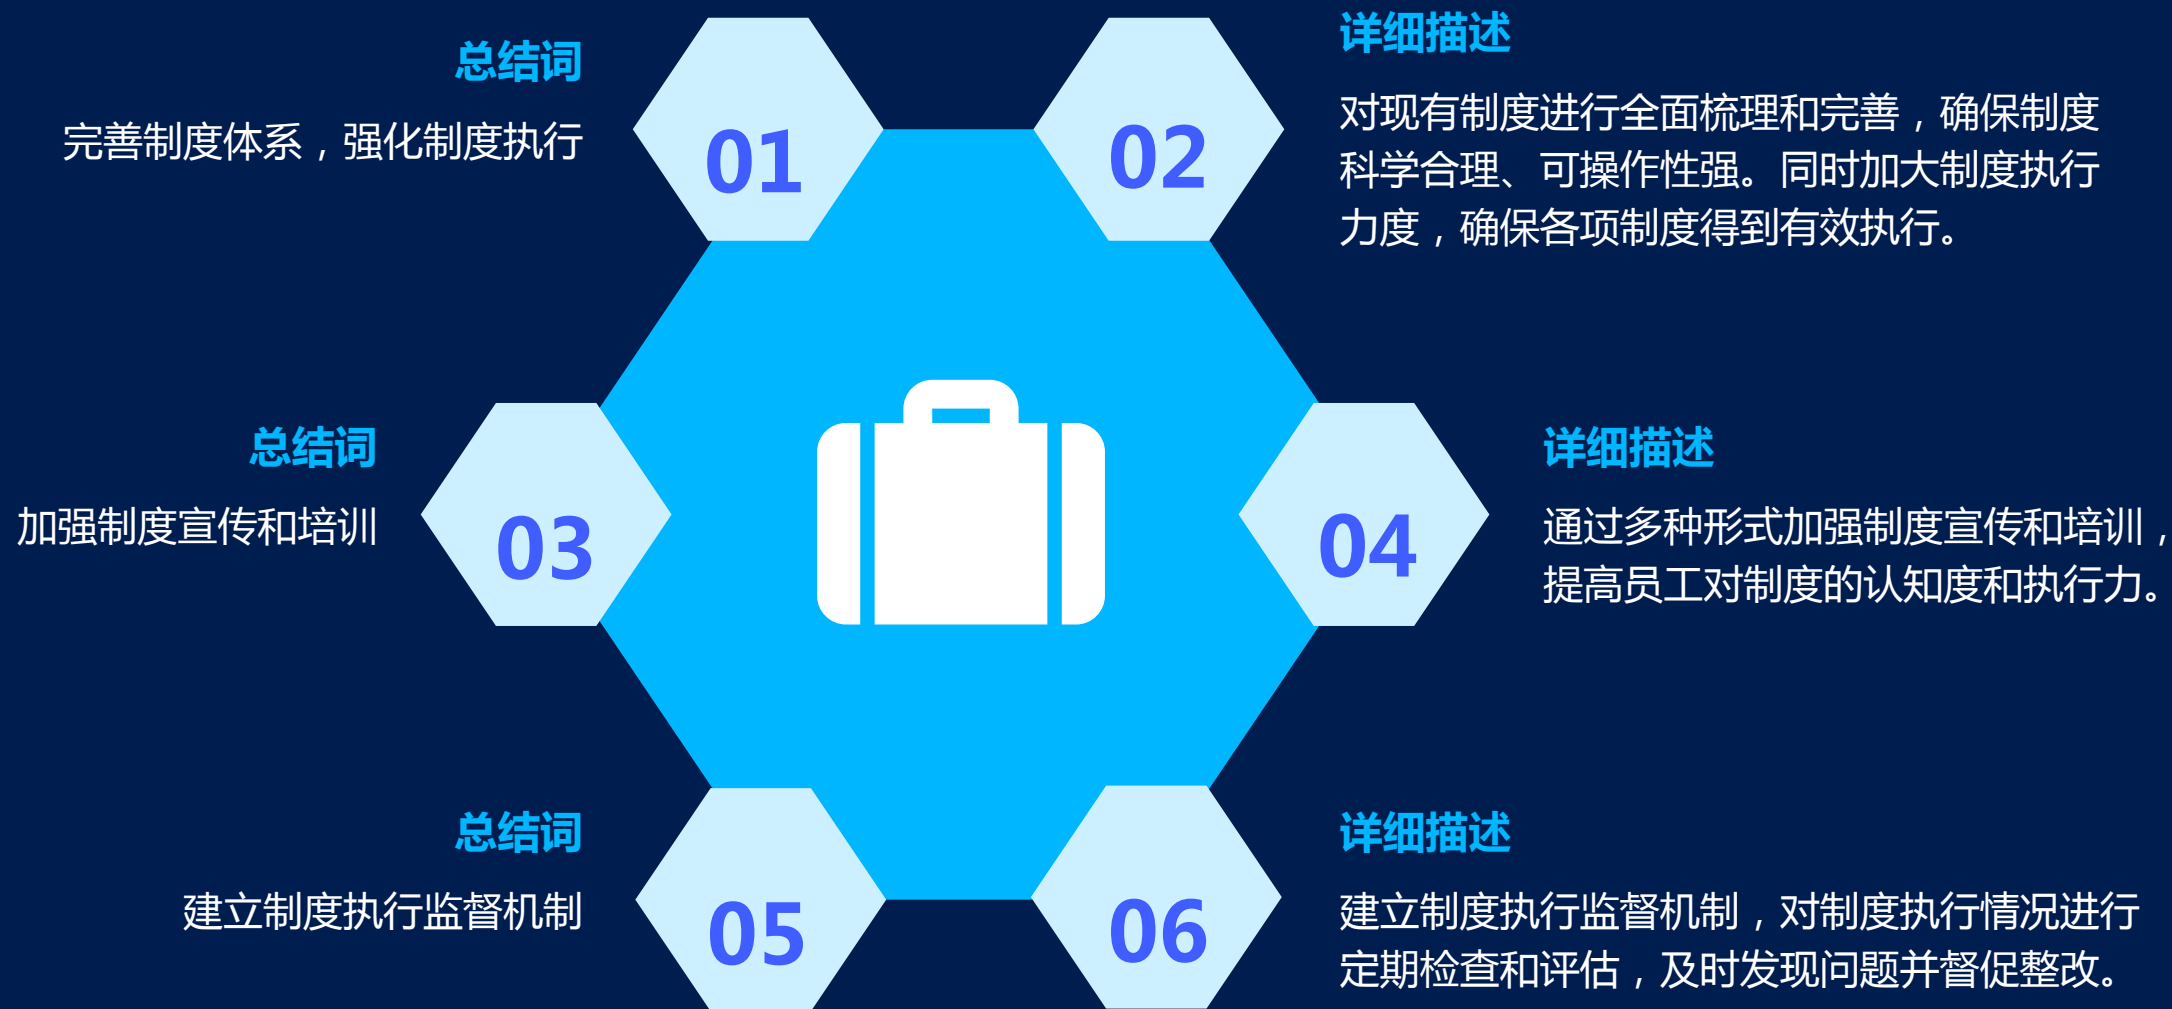 总结词
完善制度体系，强化制度执行
01
02
详细描述
对现有制度进行全面梳理和完善，确保制度
科学合理、可操作性强。同时加大制度执行
力度，确保各项制度得到有效执行。
总结词
加强制度宣传和培训
03
04
详细描述
通过多种形式加强制度宣传和培训，
提高员工对制度的认知度和执行力。
总结词
建立制度执行监督机制
05
06
详细描述
建立制度执行监督机制，对制度执行情况进行
定期检查和评估，及时发现问题并督促整改。